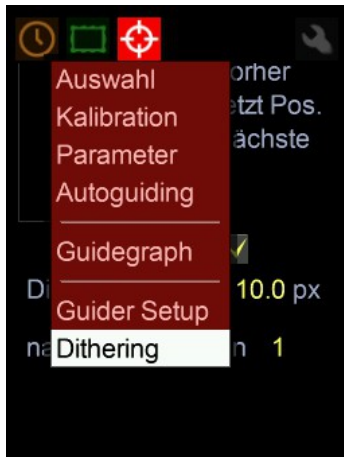 orher
Auswahl
etzt Pos.
Kalibration
ächste
Parameter
Autoguiding
Guidegraph
Di 10.0 px
Guider Setup
na Dithering n 1